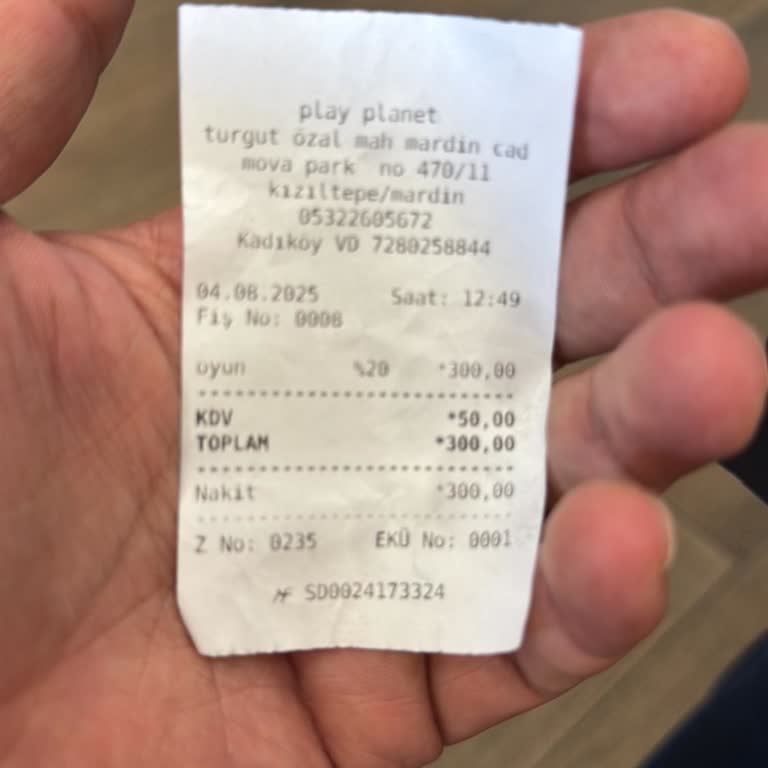 play planet
turgut özal mah mardin cad
mova park no 470/11
kızıltepe/mardin
05322605672
Kadıköy VD 7280258844
04.08.2025 Saat: 12:49
Fiş No: 0008
oyun %20 *300,00
KDV *50,00
TOPLAM *300,00
Nakit *300,00
Z No: 0235 EKÜ No: 0001
MF SD0024173324